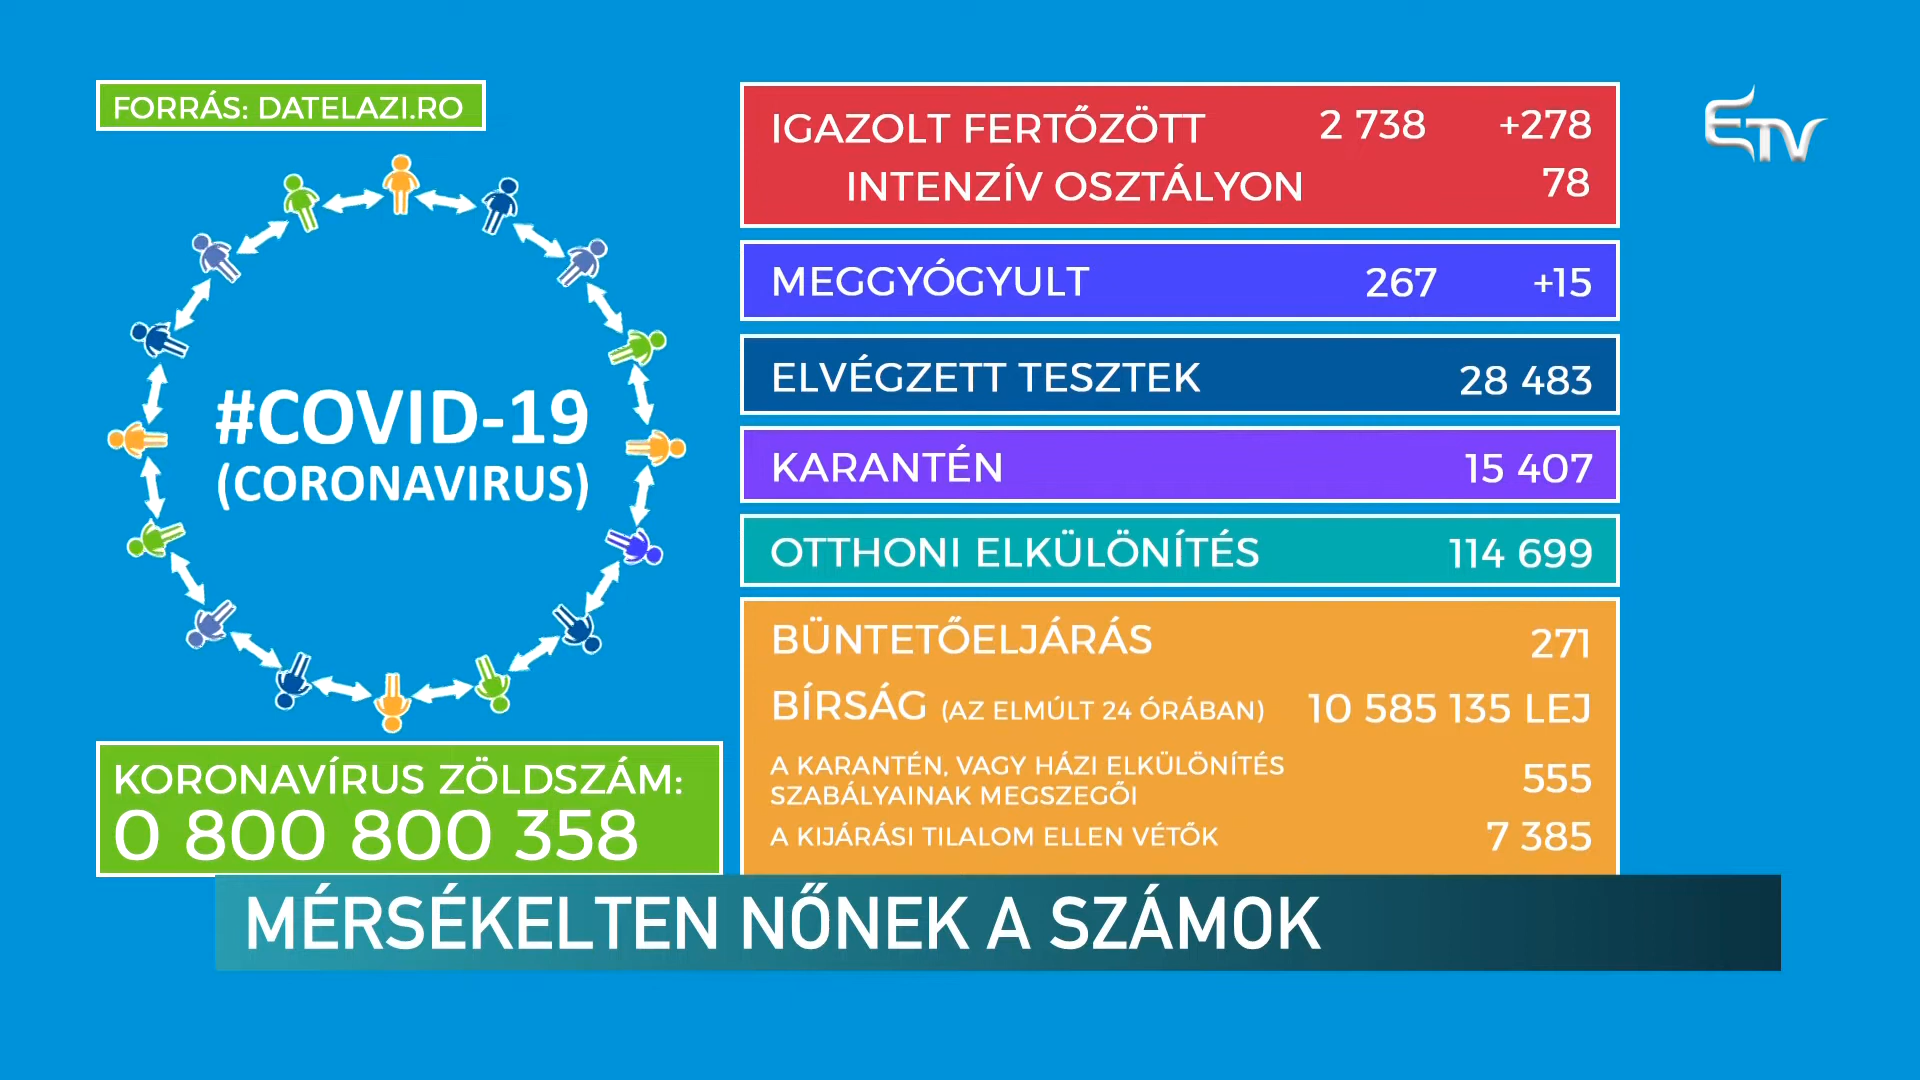 FORRÁS: DATELAZI.RO
#COVID-19
(CORONAVIRUS)
KORONAVÍRUS ZÖLDSZÁM:
0 800 800 358
IGAZOLT FERTŐZÖTT 2 738 +278
INTENZÍV OSZTÁLYON 78
MEGGYÓGYULT 267 +15
ELVÉGZETT TESZTEK 28 483
KARANTÉN 15 407
OTTHONI ELKÜLÖNÍTÉS 114 699
BÜNTETŐELJÁRÁS 271
BÍRSÁG (AZ ELMÚLT 24 ÓRÁBAN) 10 585 135 LEJ
A KARANTÉN, VAGY HÁZI ELKÜLÖNÍTÉS
SZABÁLYAINAK MEGSZEGŐI 555
A KIJÁRÁSI TILALOM ELLEN VÉTŐK 7 385
ETV
MÉRSÉKELTEN NŐNEK A SZÁMOK